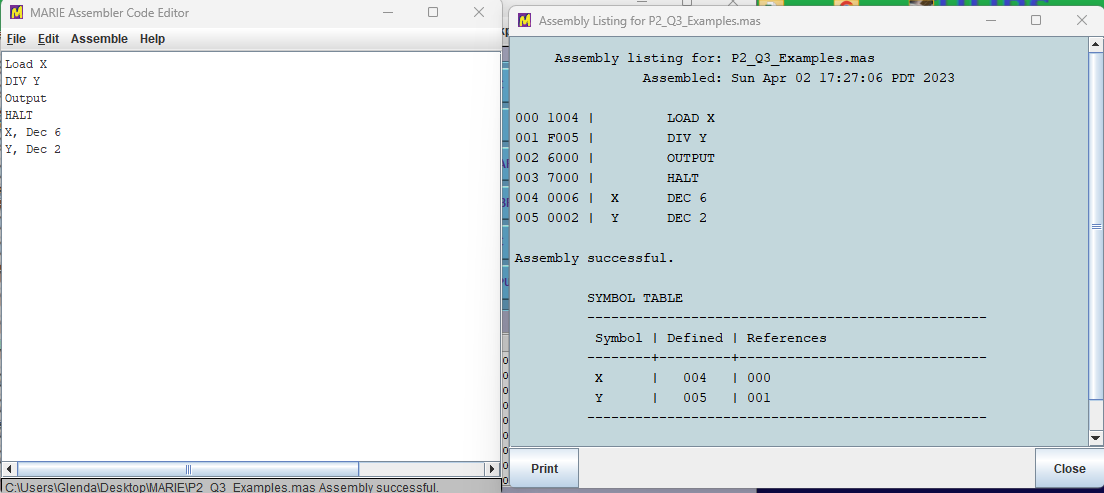 MARIE Assembler Code Editor
File Edit Assemble Help
Load X
DIV Y
Output
HALT
X, Dec 6
Y, Dec 2
C:\Users\Glenda\Desktop\MARIE\P2_Q3_Examples.mas Assembly successful.
Assembly Listing for P2_Q3_Examples.mas
Assembly listing for: P2_Q3_Examples.mas
Assembled: Sun Apr 02 17:27:06 PDT 2023
000 1004 | LOAD X
001 F005 | DIV Y
002 6000 | OUTPUT
003 7000 | HALT
004 0006 | X DEC 6
005 0002 | Y DEC 2
Assembly successful.
SYMBOL TABLE
------------------------------------------
Symbol | Defined | References
--------+---------+-------------------------------
X | 004 | 000
Y | 005 | 001
------------------------------------------
Print
Close